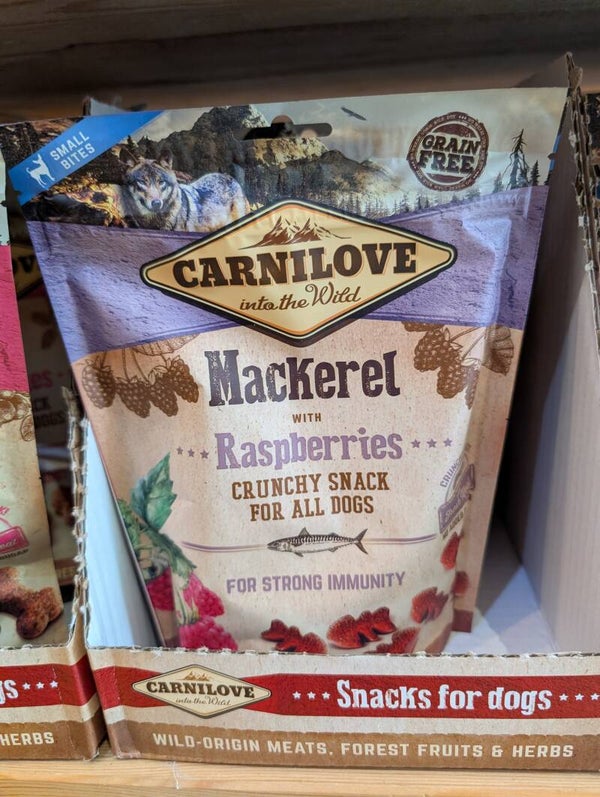 SMALL
BITES
GRAIN
FREE
CARNILOVE
into the Wild
Mackerel
WITH
Raspberries
CRUNCHY SNACK
FOR ALL DOGS
FOR STRONG IMMUNITY
CARNILOVE
into the Wild
Snacks for dogs
WILD-ORIGIN MEATS, FOREST FRUITS & HERBS
HERBS